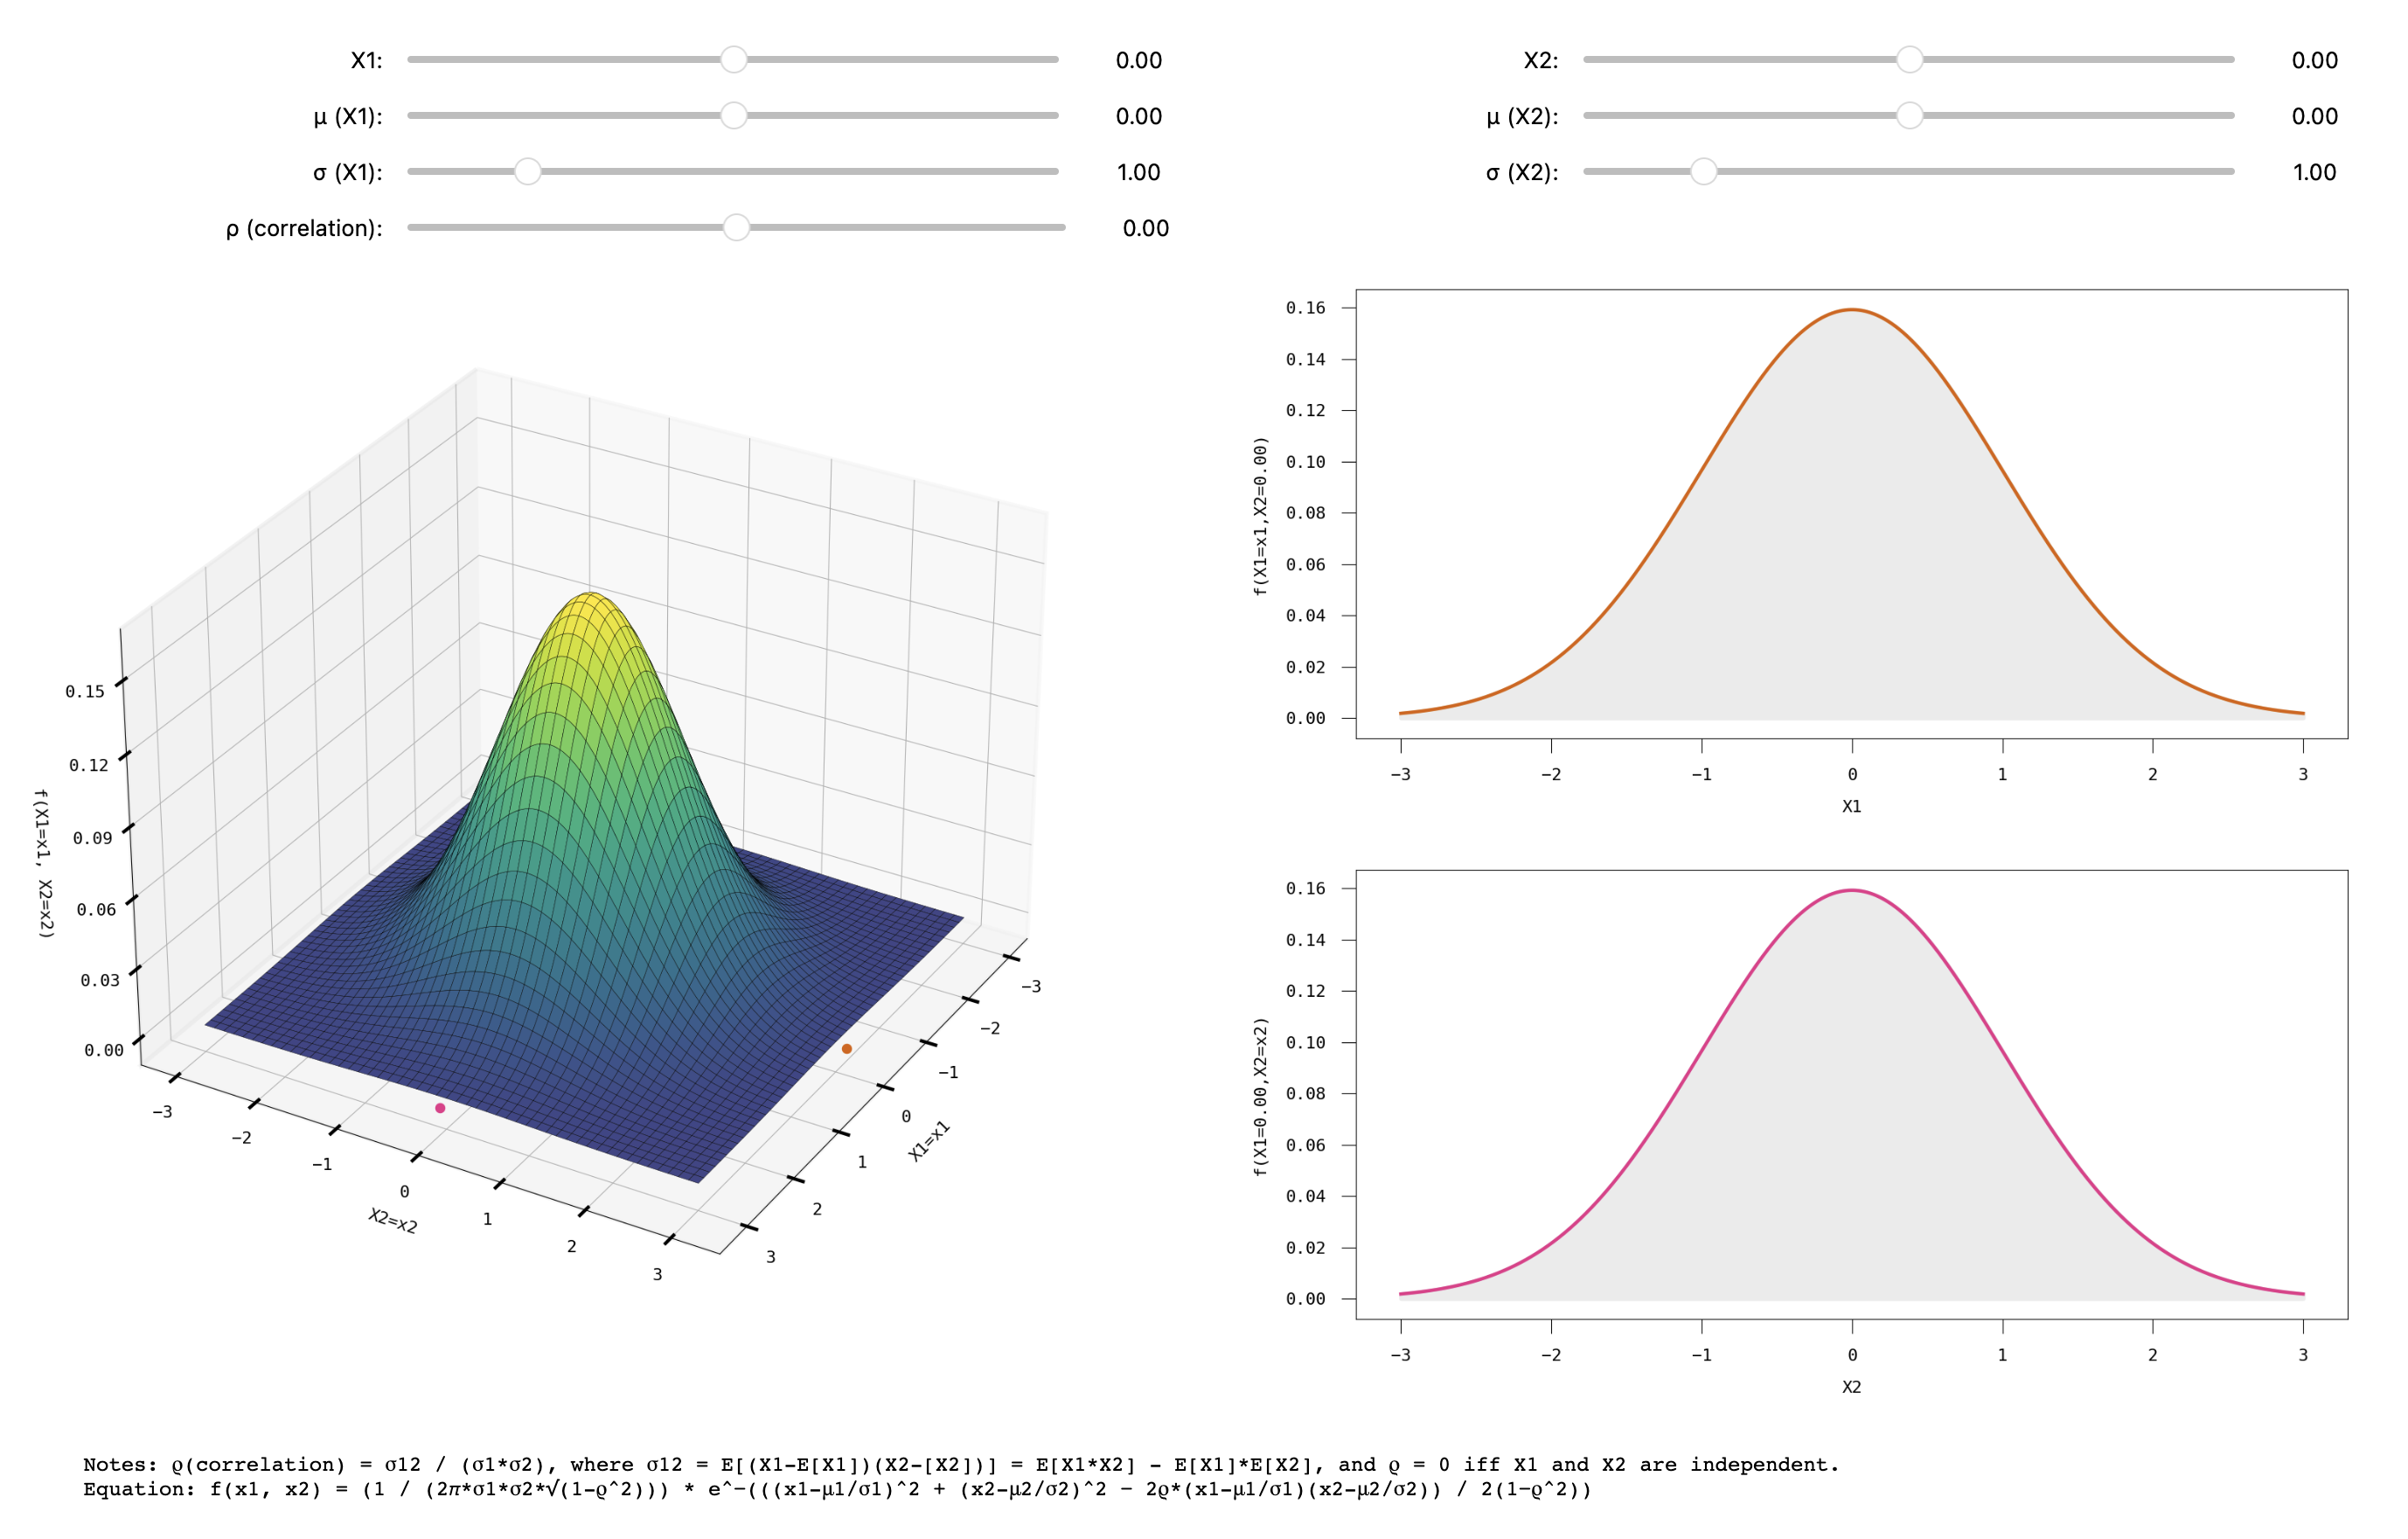 X1: 0.00
μ (X1): 0.00
σ (X1): 1.00
ρ (correlation): 0.00
X2: 0.00
μ (X2): 0.00
σ (X2): 1.00
f(X1=x1, X2=x2)
0.15
0.12
0.09
0.06
0.03
0.00
−3
−2
−1
0
1
2
3
X2=x2
−3
−2
−1
0
1
2
3
X1=x1
f(X1=x1,X2=0.00)
0.16
0.14
0.12
0.10
0.08
0.06
0.04
0.02
0.00
−3 −2 −1 0 1 2 3
X1
f(X1=0.00,X2=x2)
0.16
0.14
0.12
0.10
0.08
0.06
0.04
0.02
0.00
−3 −2 −1 0 1 2 3
X2
Notes: ϱ(correlation) = σ12 / (σ1*σ2), where σ12 = E[(X1−E[X1])(X2−[X2])] = E[X1*X2] − E[X1]*E[X2], and ϱ = 0 iff X1 and X2 are independent.
Equation: f(x1, x2) = (1 / (2π*σ1*σ2*√(1−ϱ^2))) * e^−(((x1−μ1/σ1)^2 + (x2−μ2/σ2)^2 − 2ϱ*(x1−μ1/σ1)(x2−μ2/σ2)) / 2(1−ϱ^2))